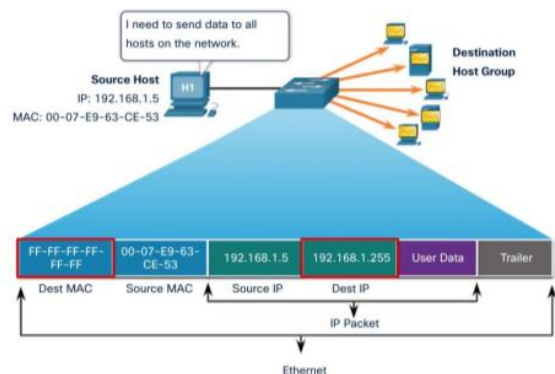 I need to send data to all
hosts on the network.
Source Host
IP: 192.168.1.5
MAC: 00-07-E9-63-CE-53
H1
Destination
Host Group
FF-FF-FF-FF-
FF-FF
00-07-E9-63-
CE-53
192.168.1.5
192.168.1.255
User Data
Trailer
Dest MAC
Source MAC
Source IP
Dest IP
IP Packet
Ethernet